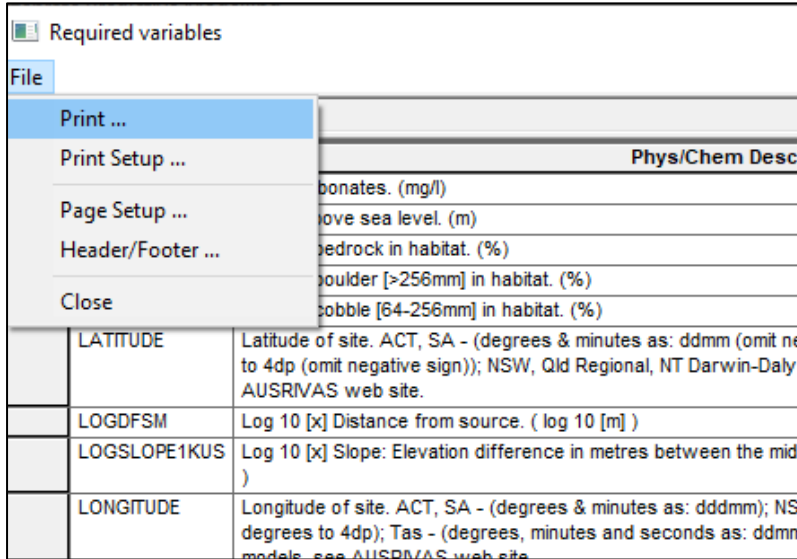 Required variables
File
Print ...
Print Setup ...
Page Setup ...
Header/Footer ...
Close
Phys/Chem Desc
bonates. (mg/l)
ove sea level. (m)
bedrock in habitat. (%)
boulder [>256mm] in habitat. (%)
cobble [64-256mm] in habitat. (%)
LATITUDE Latitude of site. ACT, SA - (degrees & minutes as: ddmm (omit ne
to 4dp (omit negative sign)); NSW, Qld Regional, NT Darwin-Daly
AUSRIVAS web site.
LOGDFSM Log 10 [x] Distance from source. ( log 10 [m] )
LOGSLOPE1KUS Log 10 [x] Slope: Elevation difference in metres between the mid
)
LONGITUDE Longitude of site. ACT, SA - (degrees & minutes as: dddmm); NS
degrees to 4dp); Tas - (degrees, minutes and seconds as: ddmm
models, see AUSRIVAS web site